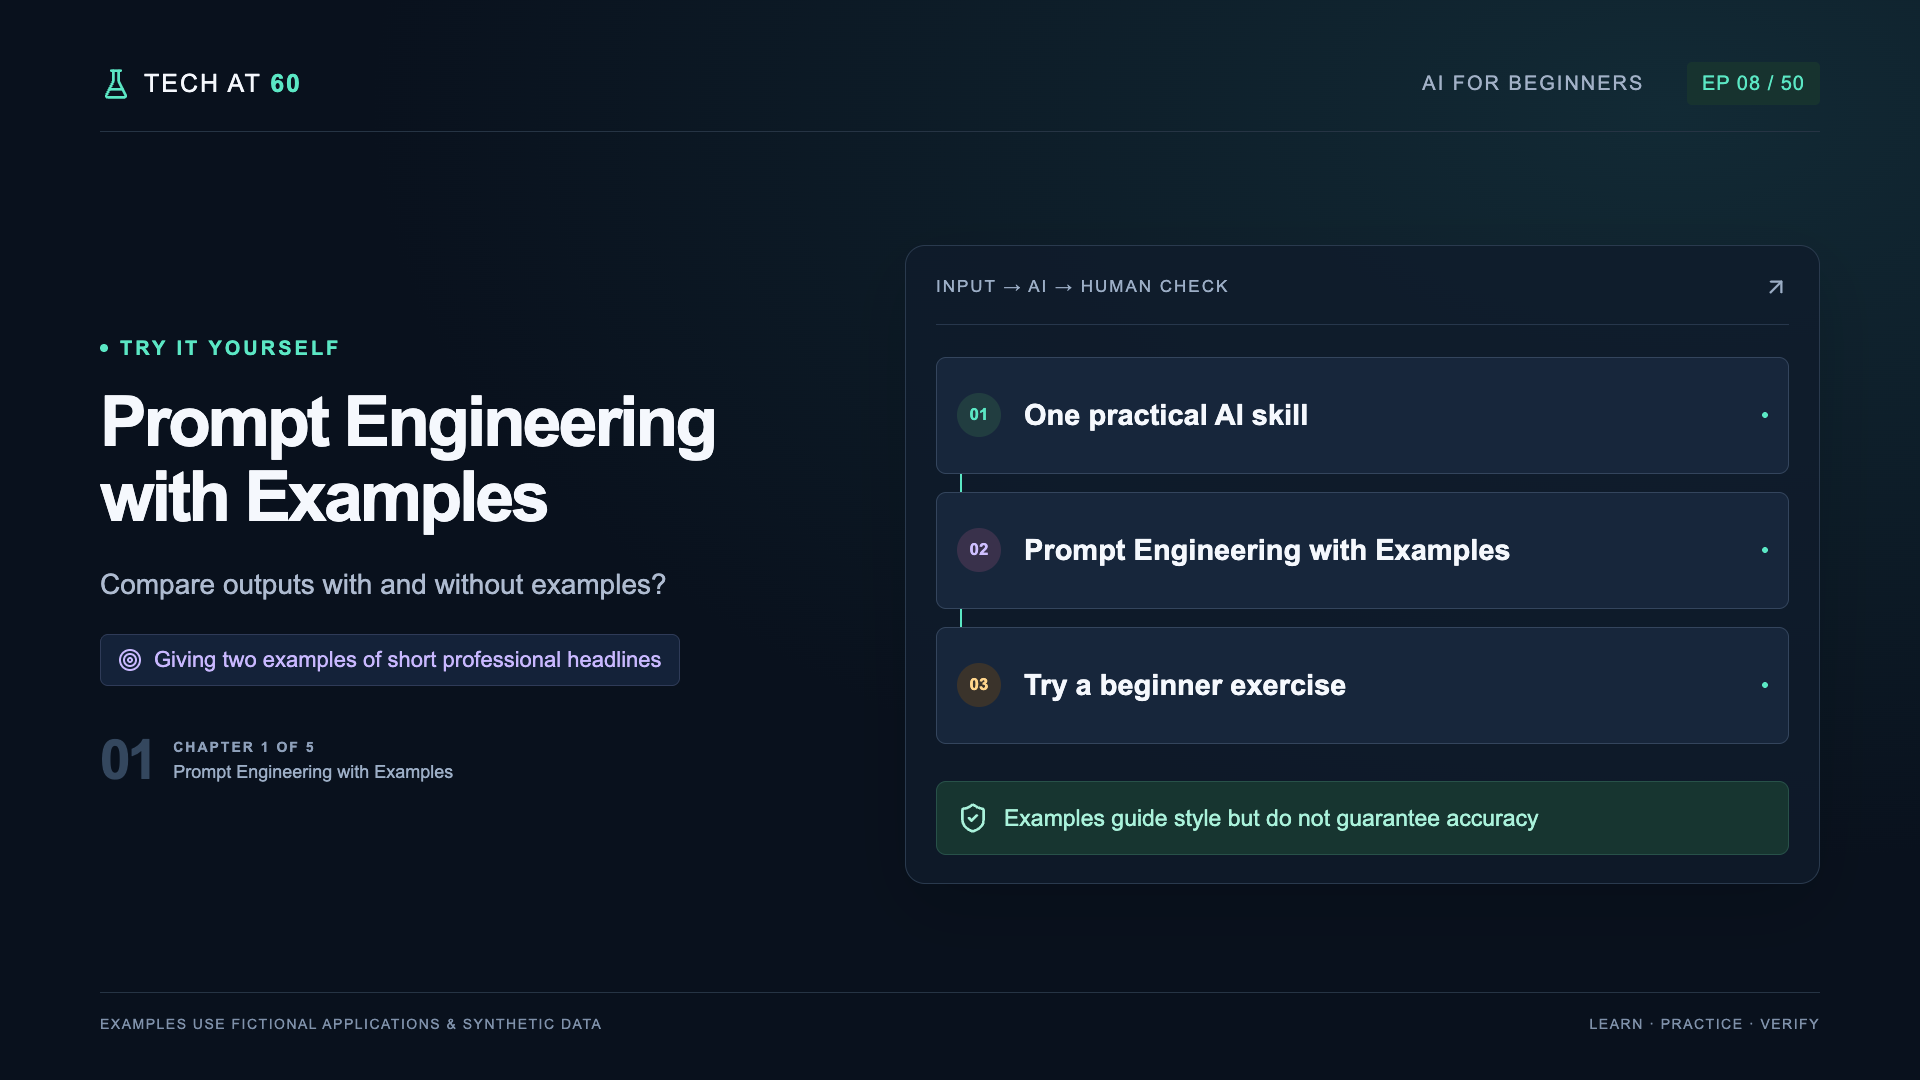 TECH AT 60
AI FOR BEGINNERS
EP 08 / 50
• TRY IT YOURSELF
Prompt Engineering
with Examples
Compare outputs with and without examples?
Giving two examples of short professional headlines
01
CHAPTER 1 OF 5
Prompt Engineering with Examples
INPUT → AI → HUMAN CHECK
01 One practical AI skill
02 Prompt Engineering with Examples
03 Try a beginner exercise
Examples guide style but do not guarantee accuracy
EXAMPLES USE FICTIONAL APPLICATIONS & SYNTHETIC DATA
LEARN · PRACTICE · VERIFY